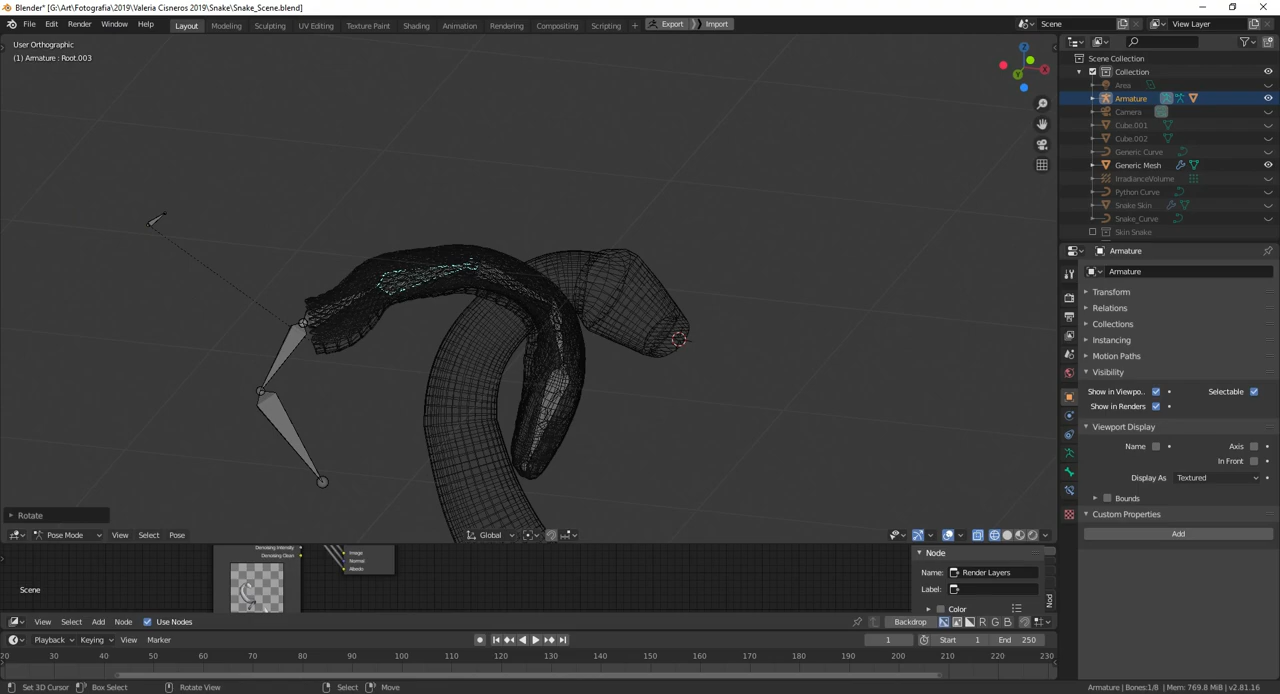 Blender* [G:\Art\Fotografia\2019\Valeria Cisneros 2019\Snake\Snake_Scene.blend]
File Edit Render Window Help Layout Modeling Sculpting UV Editing Texture Paint Shading Animation Rendering Compositing Scripting + Export Import Scene View Layer
User Orthographic
(1) Armature : Root.003
Z
X
Y
Scene Collection
Collection
Area
Armature
Camera
Cube.001
Cube.002
Generic Curve
Generic Mesh
IrradianceVolume
Python Curve
Snake Skin
Snake_Curve
Skin Snake
Armature
Armature
Transform
Relations
Collections
Instancing
Motion Paths
Visibility
Show in Viewpo.. Selectable
Show in Renders
Viewport Display
Name Axis
In Front
Display As Textured
Bounds
Custom Properties
Add
Rotate
Pose Mode View Select Pose Global
Denoising Intensity
Denoising Clean
Image
Normal
Albedo
Scene
Node
Name: Render Layers
Label:
Color
Nod
View Select Add Node Use Nodes Backdrop R G B
Playback Keying View Marker 1 Start 1 End 250
20 30 40 50 60 70 80 90 100 110 120 130 140 150 160 170 180 190 200 210 220 230
Set 3D Cursor Box Select Rotate View Select Move Armature | Bones:1/8 | Mem: 769.8 MiB | v2.81.16